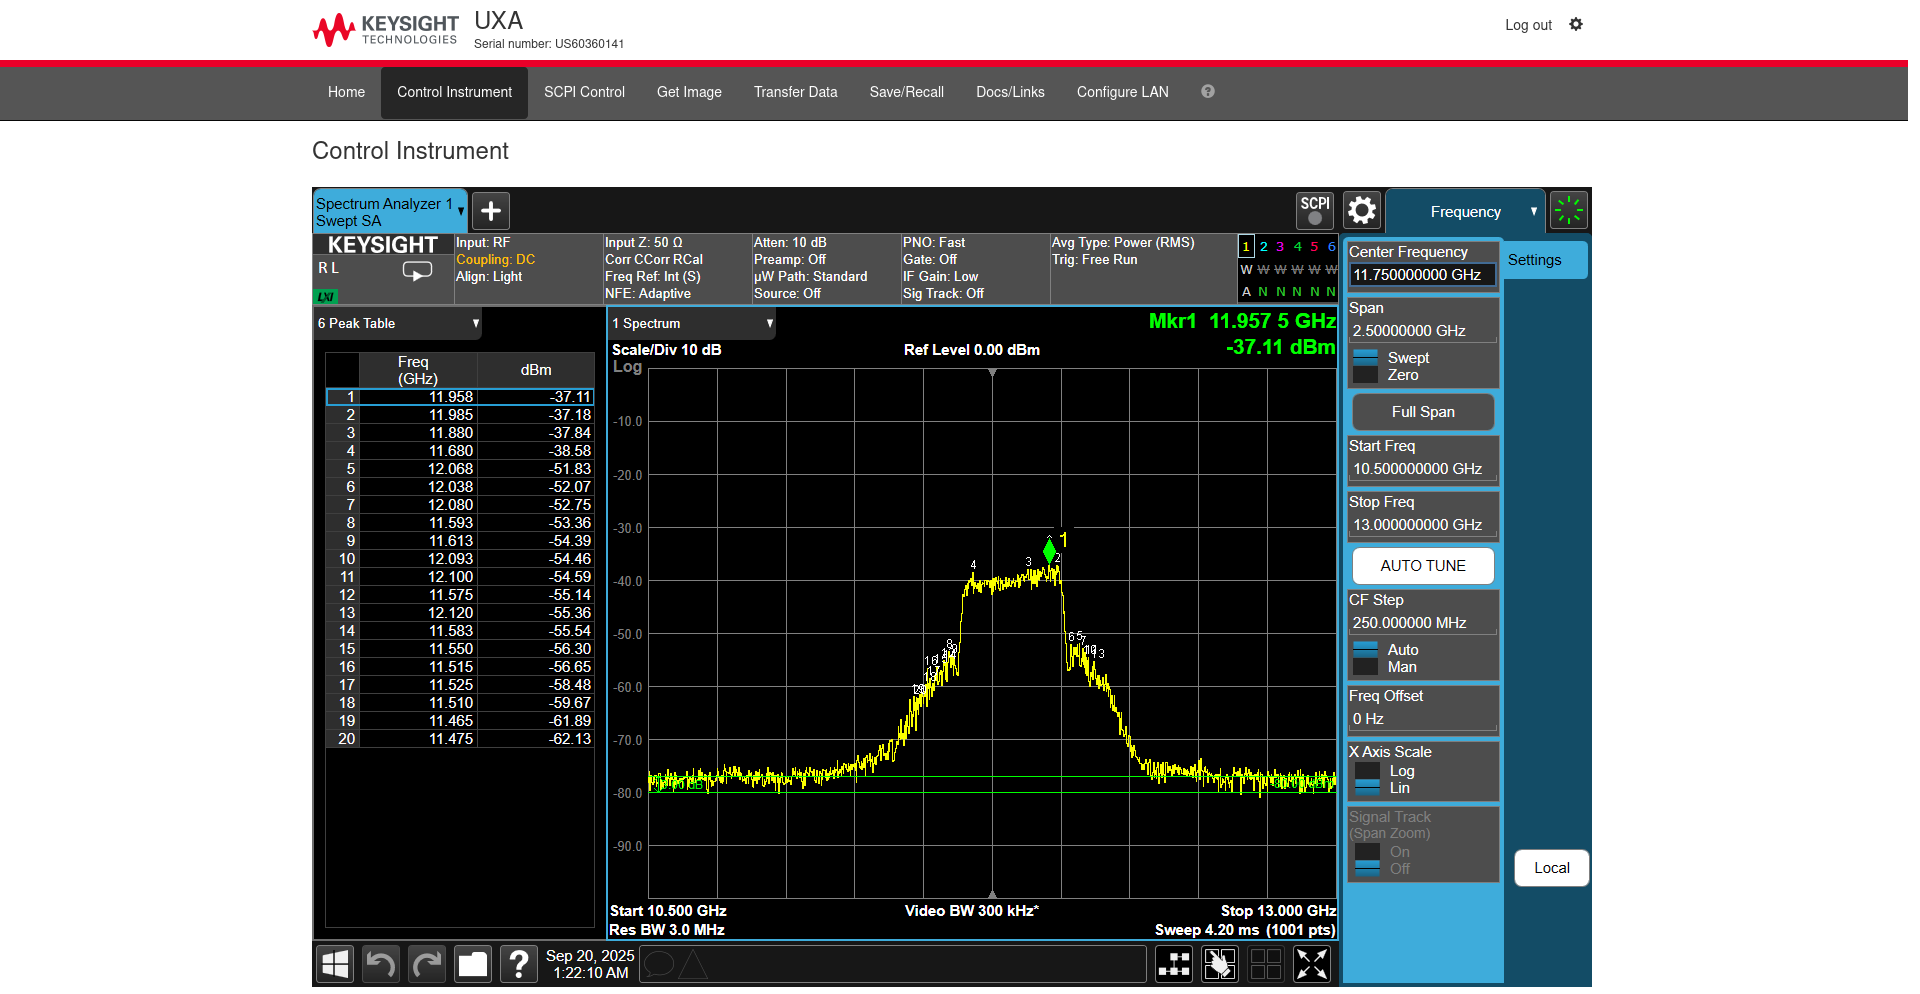 KEYSIGHT
TECHNOLOGIES
UXA
Serial number: US60360141
Log out
Home
Control Instrument
SCPI Control
Get Image
Transfer Data
Save/Recall
Docs/Links
Configure LAN
?
Control Instrument
Spectrum Analyzer 1
Swept SA
SCPI
Frequency
KEYSIGHT
R L
LXI
Input: RF
Coupling: DC
Align: Light
Input Z: 50 Ω
Corr CCorr RCal
Freq Ref: Int (S)
NFE: Adaptive
Atten: 10 dB
Preamp: Off
µW Path: Standard
Source: Off
PNO: Fast
Gate: Off
IF Gain: Low
Sig Track: Off
Avg Type: Power (RMS)
Trig: Free Run
1 2 3 4 5 6
W W W W W W
A N N N N N
6 Peak Table
Freq
(GHz)
dBm
1 11.958 -37.11
2 11.985 -37.18
3 11.880 -37.84
4 11.680 -38.58
5 12.068 -51.83
6 12.038 -52.07
7 12.080 -52.75
8 11.593 -53.36
9 11.613 -54.39
10 12.093 -54.46
11 12.100 -54.59
12 11.575 -55.14
13 12.120 -55.36
14 11.583 -55.54
15 11.550 -56.30
16 11.515 -56.65
17 11.525 -58.48
18 11.510 -59.67
19 11.465 -61.89
20 11.475 -62.13
1 Spectrum
Mkr1 11.957 5 GHz
-37.11 dBm
Scale/Div 10 dB
Ref Level 0.00 dBm
Log
-10.0
-20.0
-30.0
-40.0
-50.0
-60.0
-70.0
-80.0
-90.0
1
2
3
4
Start 10.500 GHz
Video BW 300 kHz*
Stop 13.000 GHz
Res BW 3.0 MHz
Sweep 4.20 ms (1001 pts)
Center Frequency
11.750000000 GHz
Settings
Span
2.50000000 GHz
Swept
Zero
Full Span
Start Freq
10.500000000 GHz
Stop Freq
13.000000000 GHz
AUTO TUNE
CF Step
250.000000 MHz
Auto
Man
Freq Offset
0 Hz
X Axis Scale
Log
Lin
Signal Track
(Span Zoom)
On
Off
Local
?
Sep 20, 2025
1:22:10 AM